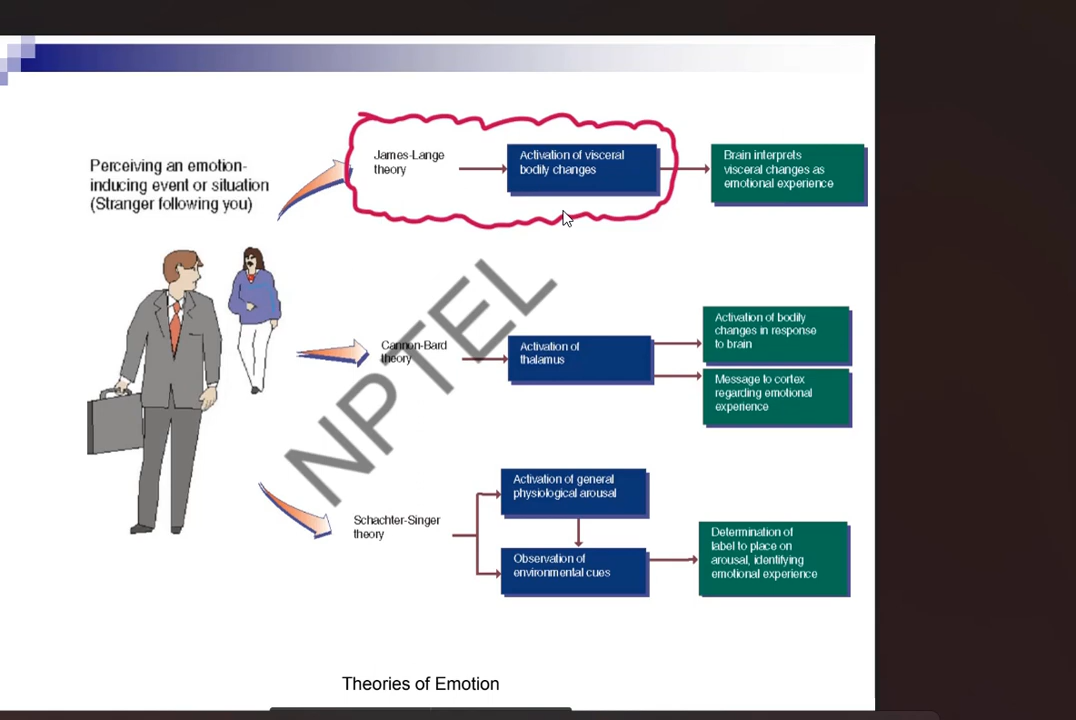 Perceiving an emotion-
inducing event or situation
(Stranger following you)
James-Lange
theory
Activation of visceral
bodily changes
Brain interprets
visceral changes as
emotional experience
Cannon-Bard
theory
Activation of
thalamus
Activation of bodily
changes in response
to brain
Message to cortex
regarding emotional
experience
NPTEL
Schachter-Singer
theory
Activation of general
physiological arousal
Observation of
environmental cues
Determination of
label to place on
arousal, identifying
emotional experience
Theories of Emotion